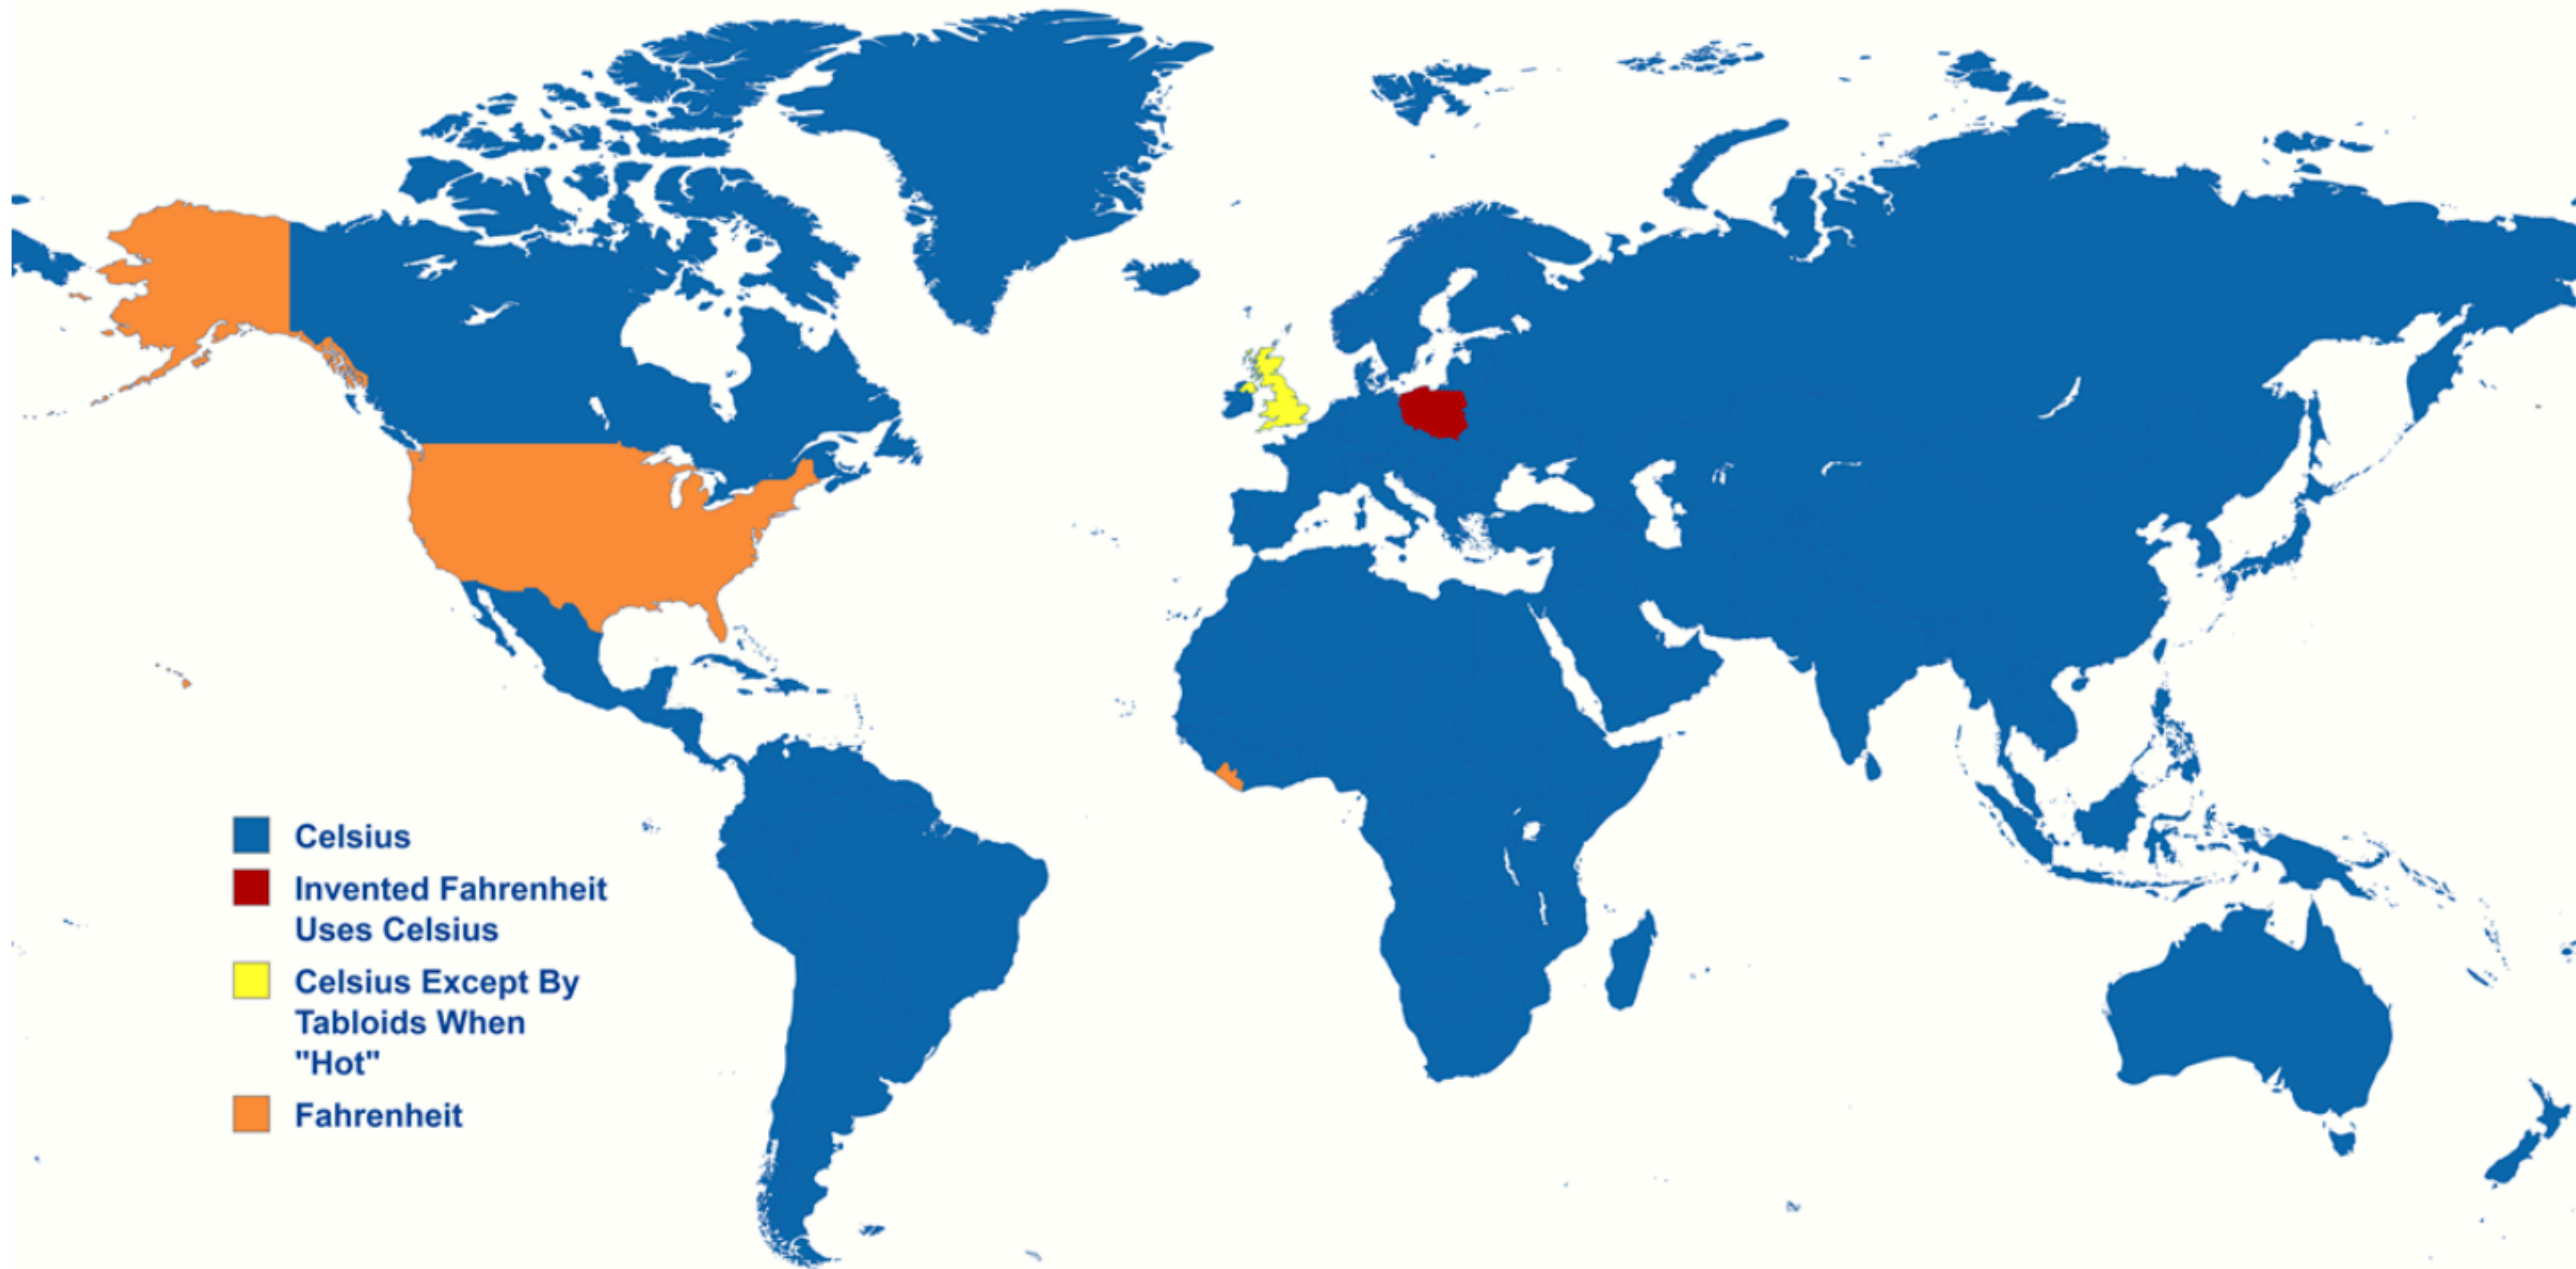 Celsius
Invented Fahrenheit
Uses Celsius
Celsius Except By
Tabloids When
"Hot"
Fahrenheit